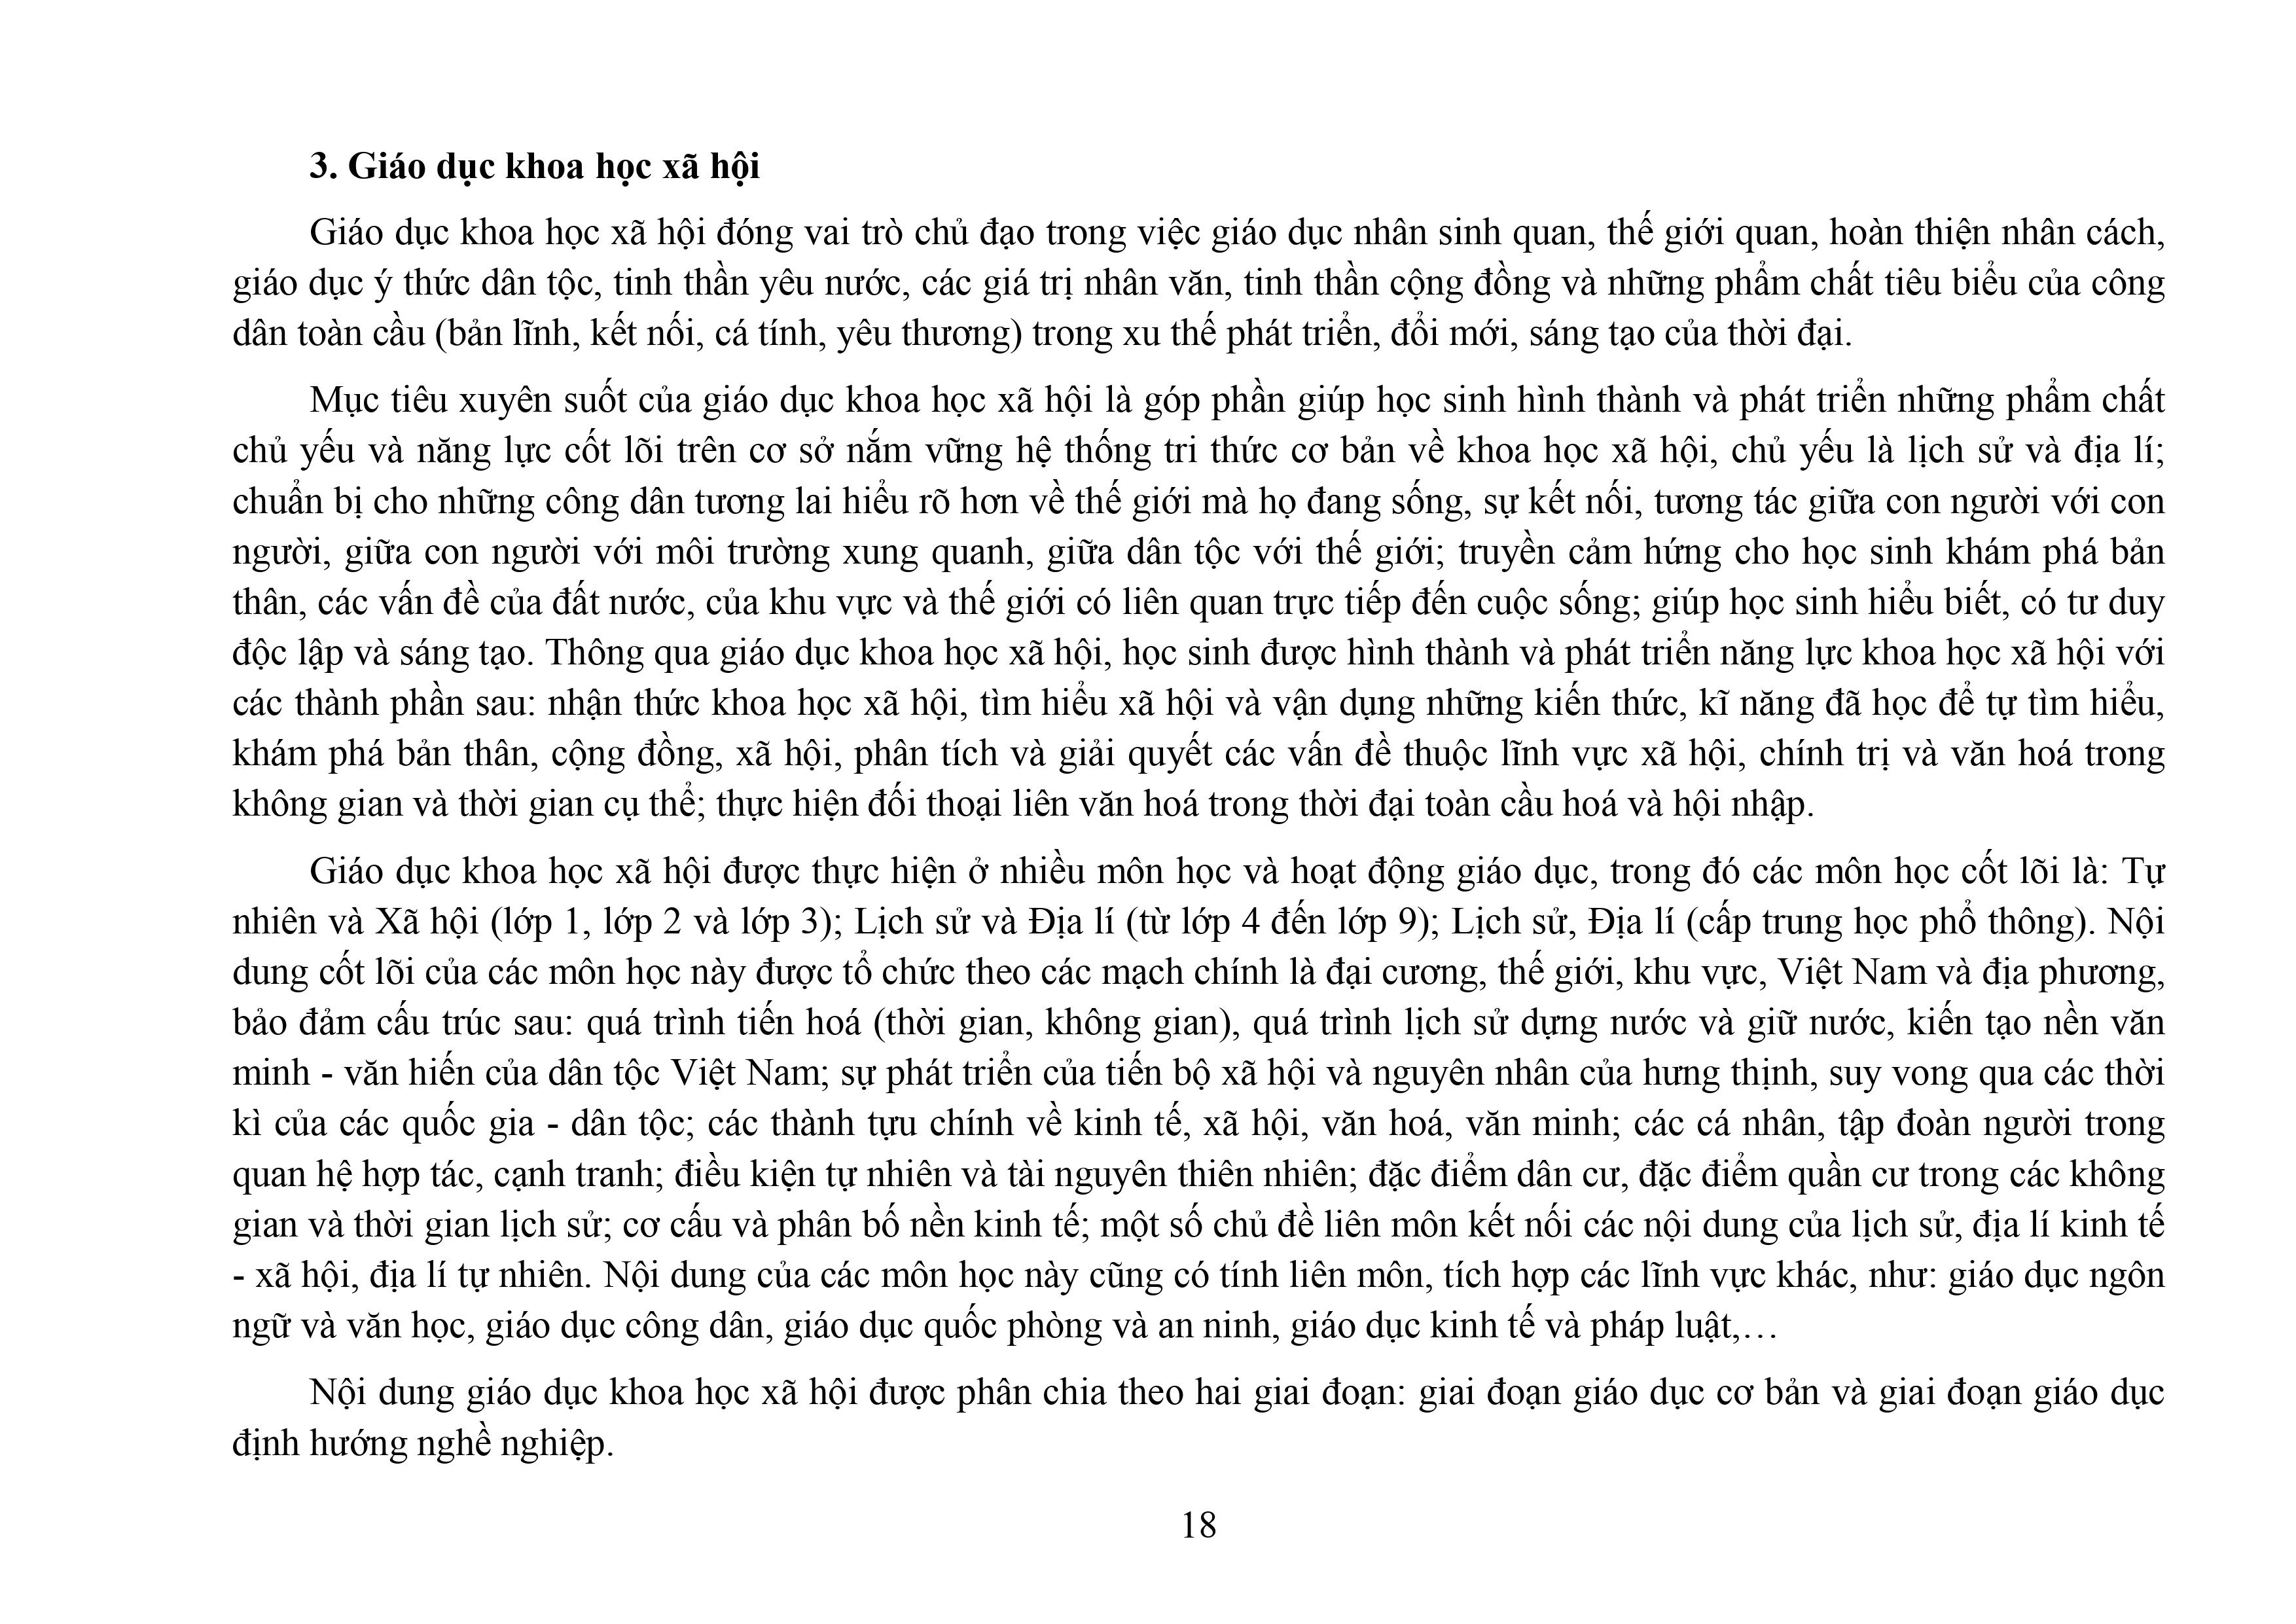 3. Giáo dục khoa học xã hội
Giáo dục khoa học xã hội đóng vai trò chủ đạo trong việc giáo dục nhân sinh quan, thế giới quan, hoàn thiện nhân cách,
giáo dục ý thức dân tộc, tinh thần yêu nước, các giá trị nhân văn, tinh thần cộng đồng và những phẩm chất tiêu biểu của công
dân toàn cầu (bản lĩnh, kết nối, cá tính, yêu thương) trong xu thế phát triển, đổi mới, sáng tạo của thời đại.
Mục tiêu xuyên suốt của giáo dục khoa học xã hội là góp phần giúp học sinh hình thành và phát triển những phẩm chất
chủ yếu và năng lực cốt lõi trên cơ sở nắm vững hệ thống tri thức cơ bản về khoa học xã hội, chủ yếu là lịch sử và địa lí;
chuẩn bị cho những công dân tương lai hiểu rõ hơn về thế giới mà họ đang sống, sự kết nối, tương tác giữa con người với con
người, giữa con người với môi trường xung quanh, giữa dân tộc với thế giới; truyền cảm hứng cho học sinh khám phá bản
thân, các vấn đề của đất nước, của khu vực và thế giới có liên quan trực tiếp đến cuộc sống; giúp học sinh hiểu biết, có tư duy
độc lập và sáng tạo. Thông qua giáo dục khoa học xã hội, học sinh được hình thành và phát triển năng lực khoa học xã hội với
các thành phần sau: nhận thức khoa học xã hội, tìm hiểu xã hội và vận dụng những kiến thức, kĩ năng đã học để tự tìm hiểu,
khám phá bản thân, cộng đồng, xã hội, phân tích và giải quyết các vấn đề thuộc lĩnh vực xã hội, chính trị và văn hoá trong
không gian và thời gian cụ thể; thực hiện đối thoại liên văn hoá trong thời đại toàn cầu hoá và hội nhập.
Giáo dục khoa học xã hội được thực hiện ở nhiều môn học và hoạt động giáo dục, trong đó các môn học cốt lõi là: Tự
nhiên và Xã hội (lớp 1, lớp 2 và lớp 3); Lịch sử và Địa lí (từ lớp 4 đến lớp 9); Lịch sử, Địa lí (cấp trung học phổ thông). Nội
dung cốt lõi của các môn học này được tổ chức theo các mạch chính là đại cương, thế giới, khu vực, Việt Nam và địa phương,
bảo đảm cấu trúc sau: quá trình tiến hoá (thời gian, không gian), quá trình lịch sử dựng nước và giữ nước, kiến tạo nền văn
minh - văn hiến của dân tộc Việt Nam; sự phát triển của tiến bộ xã hội và nguyên nhân của hưng thịnh, suy vong qua các thời
kì của các quốc gia - dân tộc; các thành tựu chính về kinh tế, xã hội, văn hoá, văn minh; các cá nhân, tập đoàn người trong
quan hệ hợp tác, cạnh tranh; điều kiện tự nhiên và tài nguyên thiên nhiên; đặc điểm dân cư, đặc điểm quần cư trong các không
gian và thời gian lịch sử; cơ cấu và phân bố nền kinh tế; một số chủ đề liên môn kết nối các nội dung của lịch sử, địa lí kinh tế
- xã hội, địa lí tự nhiên. Nội dung của các môn học này cũng có tính liên môn, tích hợp các lĩnh vực khác, như: giáo dục ngôn
ngữ và văn học, giáo dục công dân, giáo dục quốc phòng và an ninh, giáo dục kinh tế và pháp luật,…
Nội dung giáo dục khoa học xã hội được phân chia theo hai giai đoạn: giai đoạn giáo dục cơ bản và giai đoạn giáo dục
định hướng nghề nghiệp.
18